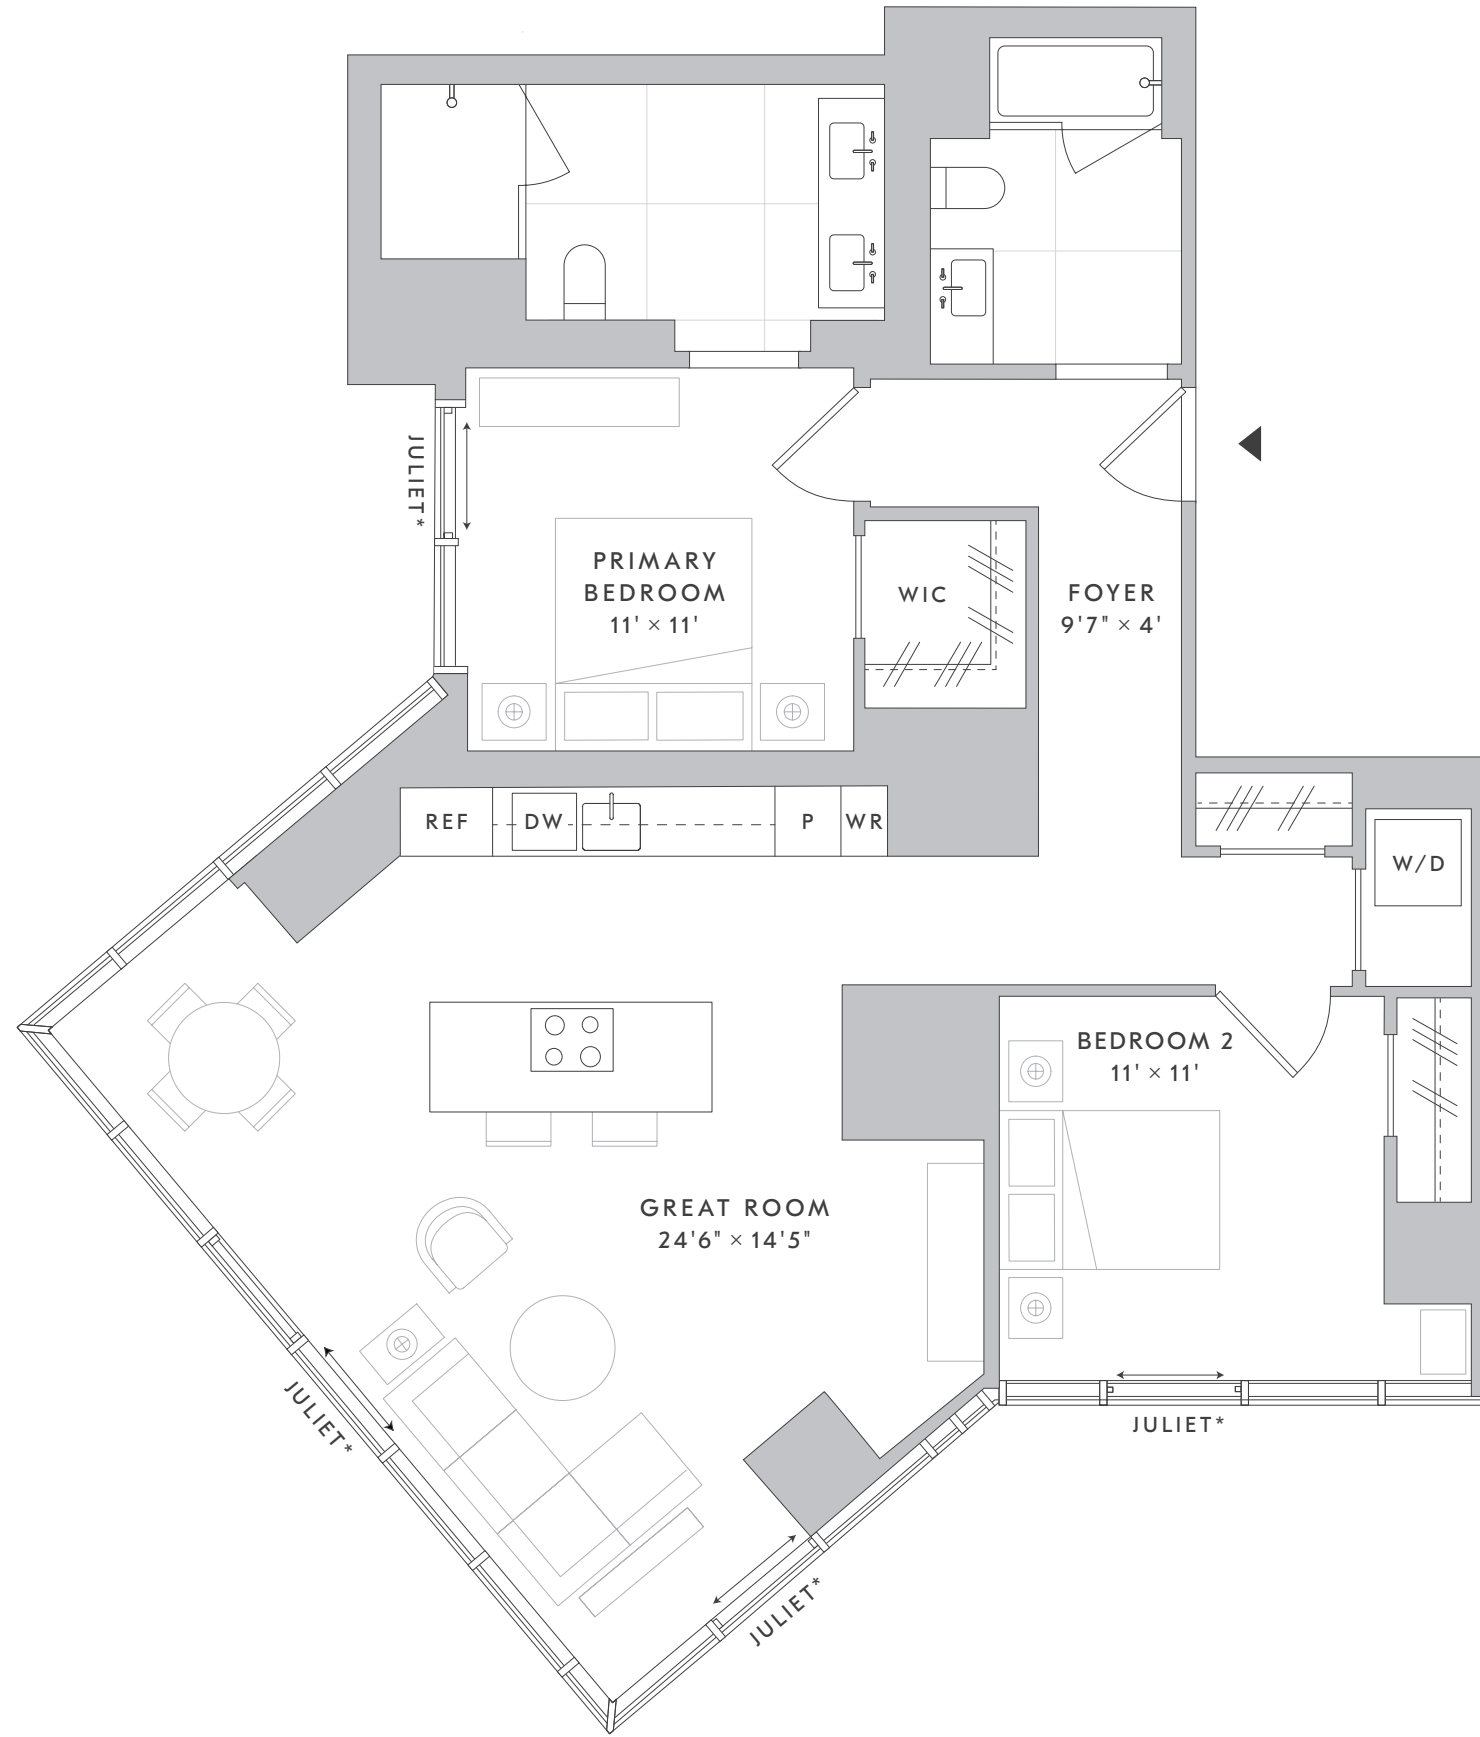 JULIET*
PRIMARY
BEDROOM
11' × 11'
WIC
FOYER
9'7" × 4'
REF
DW
P
WR
W/D
BEDROOM 2
11' × 11'
GREAT ROOM
24'6" × 14'5"
JULIET*
JULIET*
JULIET*